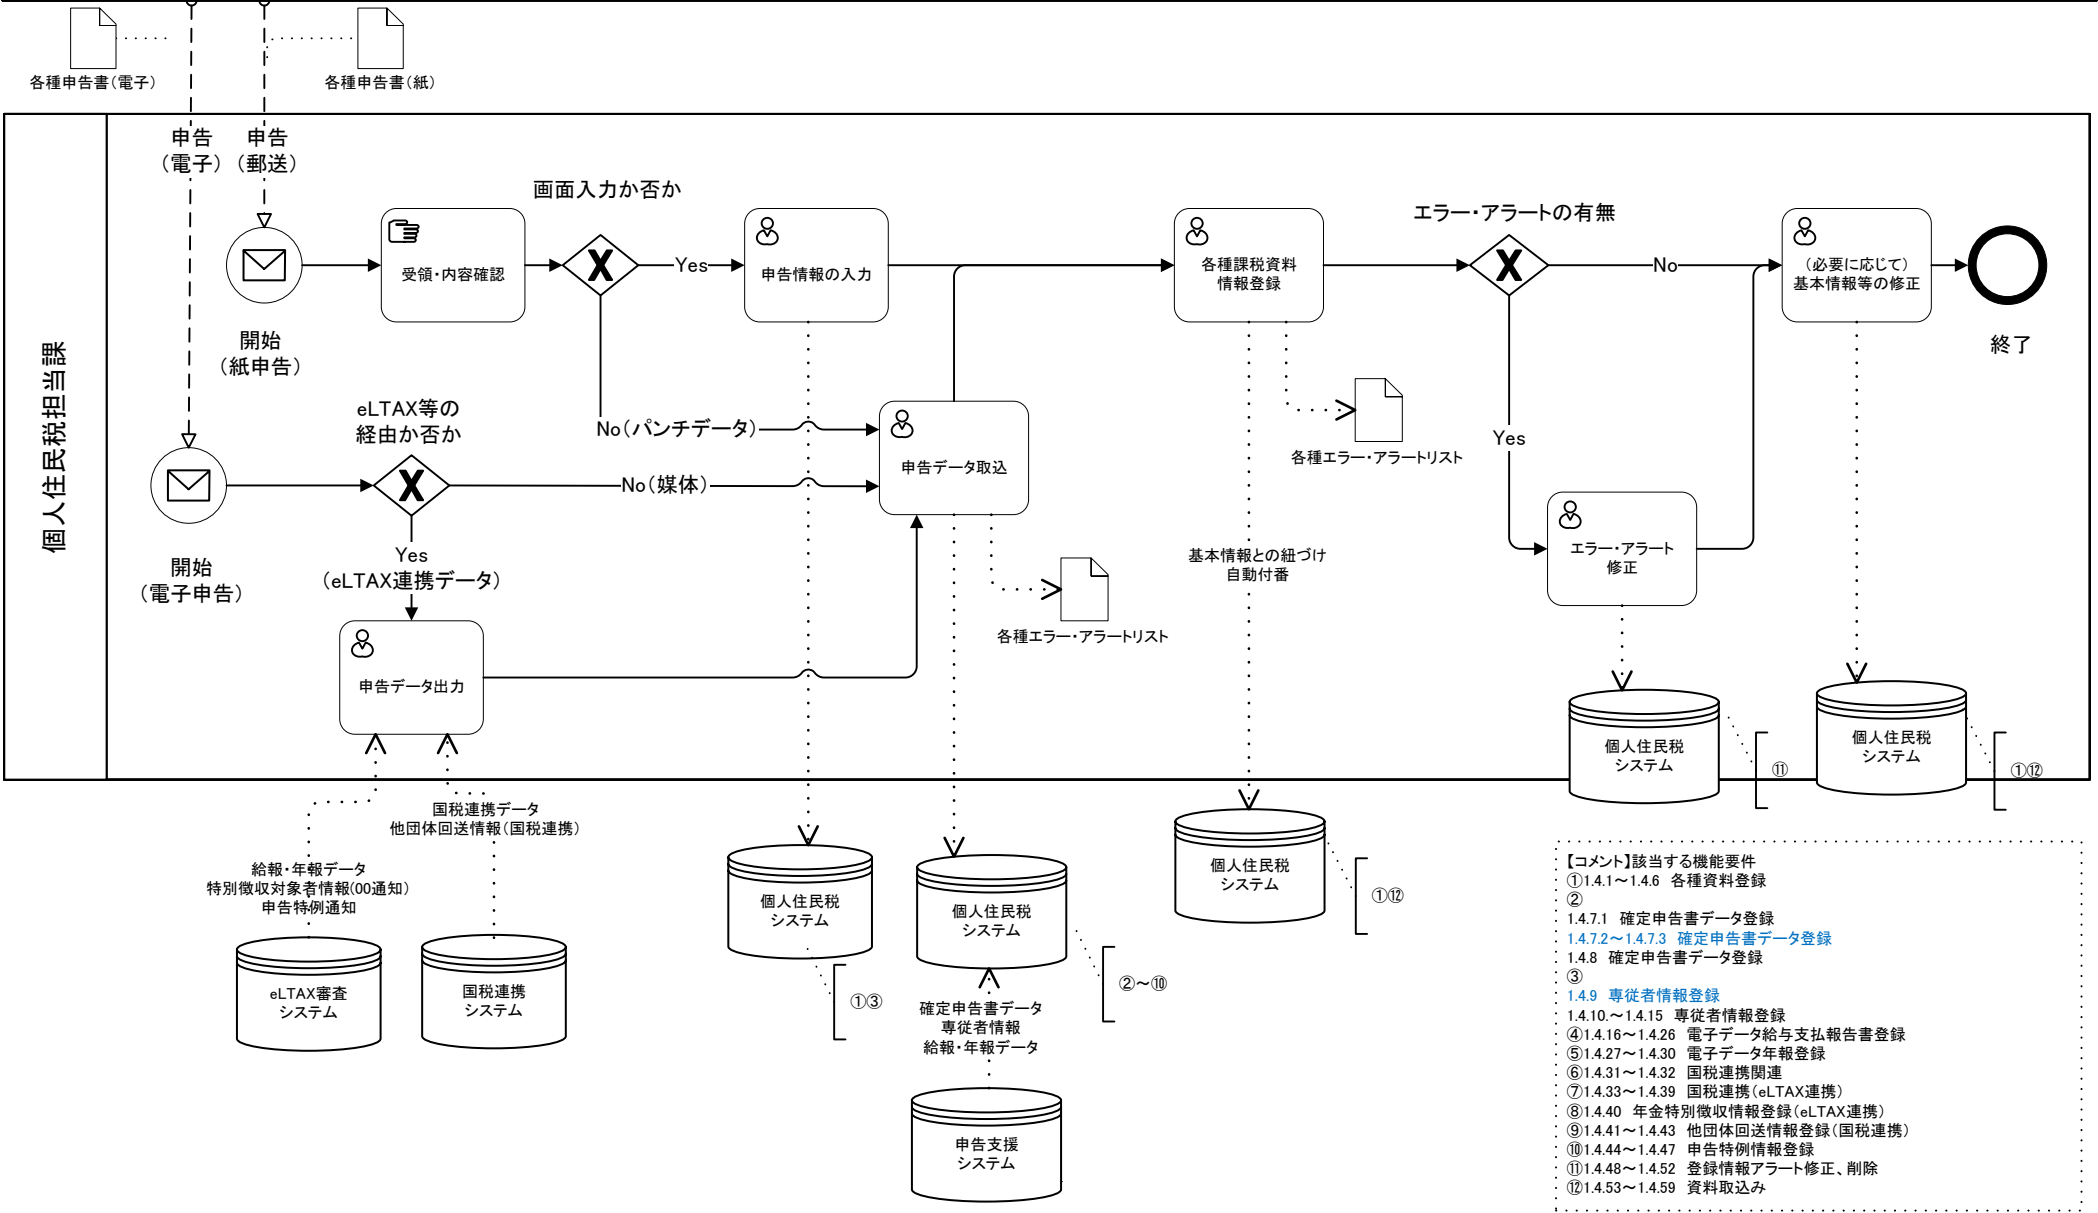 各種申告書（電子）
各種申告書（紙）
申告
（電子）
申告
（郵送）
個人住民税担当課
開始
（紙申告）
受領・内容確認
画面入力か否か
Yes
申告情報の入力
各種課税資料
情報登録
エラー・アラートの有無
No
（必要に応じて）
基本情報等の修正
終了
No（パンチデータ）
eLTAX等の
経由か否か
No（媒体）
申告データ取込
各種エラー・アラートリスト
Yes
開始
（電子申告）
Yes
（eLTAX連携データ）
基本情報との紐づけ
自動付番
エラー・アラート
修正
各種エラー・アラートリスト
申告データ出力
個人住民税
システム
⑪
個人住民税
システム
①⑫
国税連携データ
他団体回送情報（国税連携）
給報・年報データ
特別徴収対象者情報(00通知)
申告特例通知
eLTAX審査
システム
国税連携
システム
個人住民税
システム
①③
個人住民税
システム
②～⑩
確定申告書データ
専従者情報
給報・年報データ
申告支援
システム
個人住民税
システム
①⑫
【コメント】該当する機能要件
①1.4.1～1.4.6 各種資料登録
②
1.4.7.1 確定申告書データ登録
1.4.7.2～1.4.7.3 確定申告書データ登録
1.4.8 確定申告書データ登録
③
1.4.9 専従者情報登録
1.4.10.～1.4.15 専従者情報登録
④1.4.16～1.4.26 電子データ給与支払報告書登録
⑤1.4.27～1.4.30 電子データ年報登録
⑥1.4.31～1.4.32 国税連携関連
⑦1.4.33～1.4.39 国税連携（eLTAX連携）
⑧1.4.40 年金特別徴収情報登録（eLTAX連携）
⑨1.4.41～1.4.43 他団体回送情報登録（国税連携）
⑩1.4.44～1.4.47 申告特例情報登録
⑪1.4.48～1.4.52 登録情報アラート修正、削除
⑫1.4.53～1.4.59 資料取込み